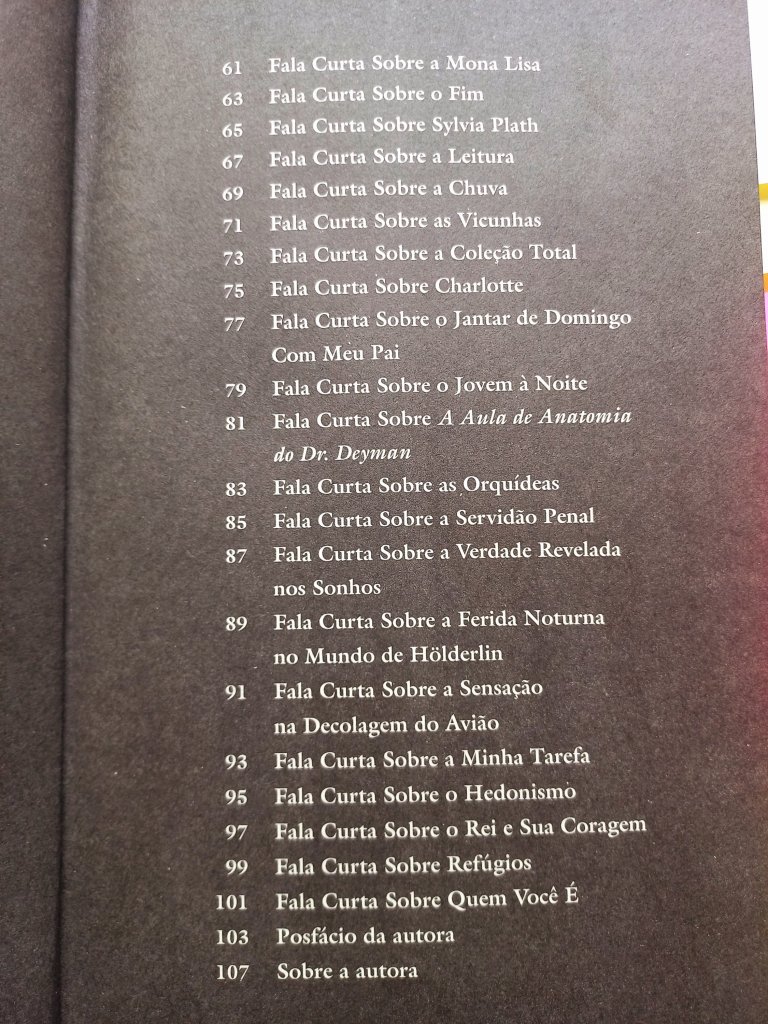 61 Fala Curta Sobre a Mona Lisa
63 Fala Curta Sobre o Fim
65 Fala Curta Sobre Sylvia Plath
67 Fala Curta Sobre a Leitura
69 Fala Curta Sobre a Chuva
71 Fala Curta Sobre as Vicunhas
73 Fala Curta Sobre a Coleção Total
75 Fala Curta Sobre Charlotte
77 Fala Curta Sobre o Jantar de Domingo
Com Meu Pai
79 Fala Curta Sobre o Jovem à Noite
81 Fala Curta Sobre A Aula de Anatomia
do Dr. Deyman
83 Fala Curta Sobre as Orquídeas
85 Fala Curta Sobre a Servidão Penal
87 Fala Curta Sobre a Verdade Revelada
nos Sonhos
89 Fala Curta Sobre a Ferida Noturna
no Mundo de Hölderlin
91 Fala Curta Sobre a Sensação
na Decolagem do Avião
93 Fala Curta Sobre a Minha Tarefa
95 Fala Curta Sobre o Hedonismo
97 Fala Curta Sobre o Rei e Sua Coragem
99 Fala Curta Sobre Refúgios
101 Fala Curta Sobre Quem Você É
103 Posfácio da autora
107 Sobre a autora